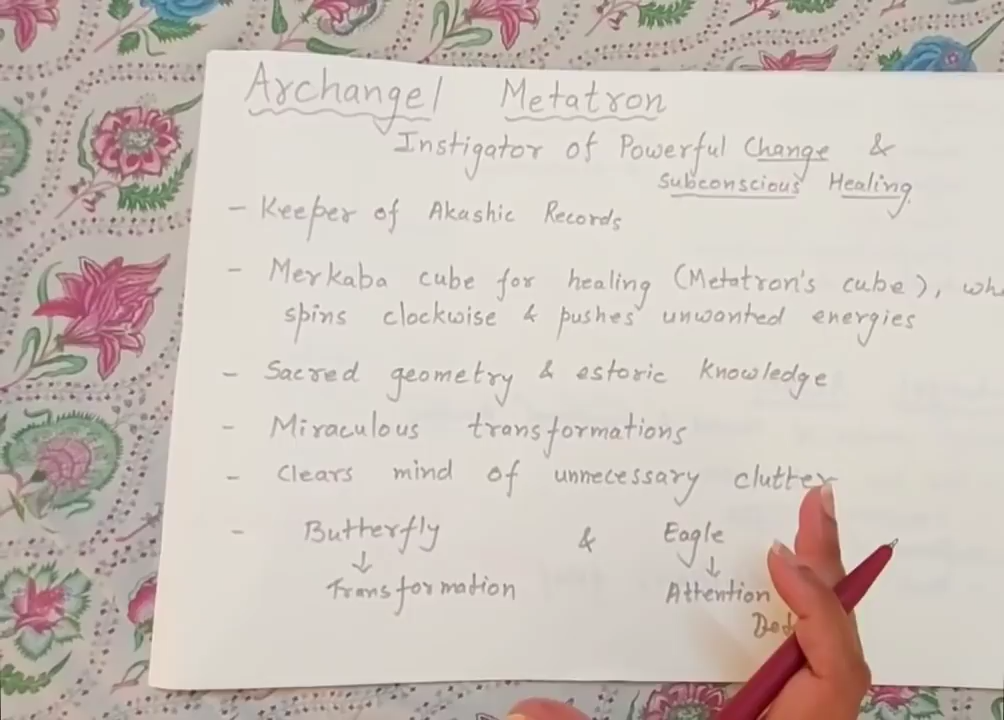 Archangel Metatron
Instigator of Powerful Change &
Subconscious Healing.
- Keeper of Akashic Records
- Merkaba cube for healing (Metatron's cube),
spins clockwise & pushes unwanted energies
- Sacred geometry & estoric knowledge
- Miraculous transformations
- Clears mind of unnecessary clutter
- Butterfly & Eagle
↓ ↓
Transformation Attention